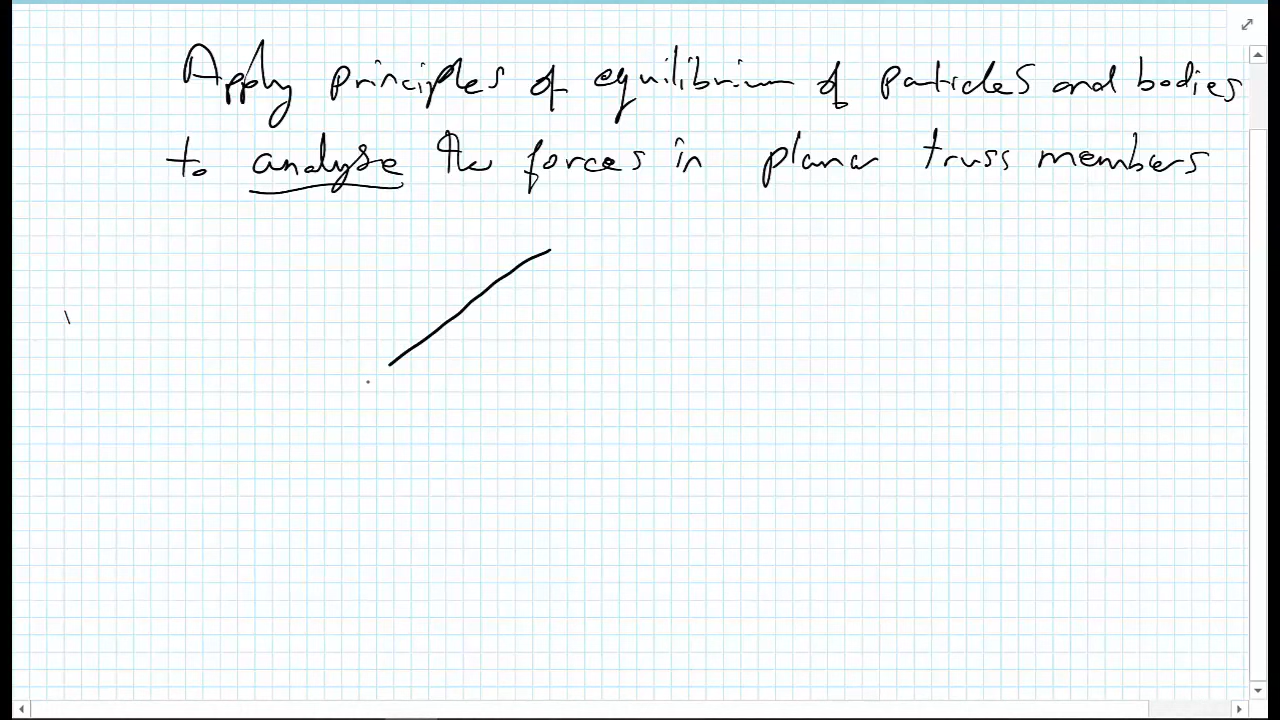 Apply principles of equilibrium of particles and bodies
to analyse the forces in planar truss members